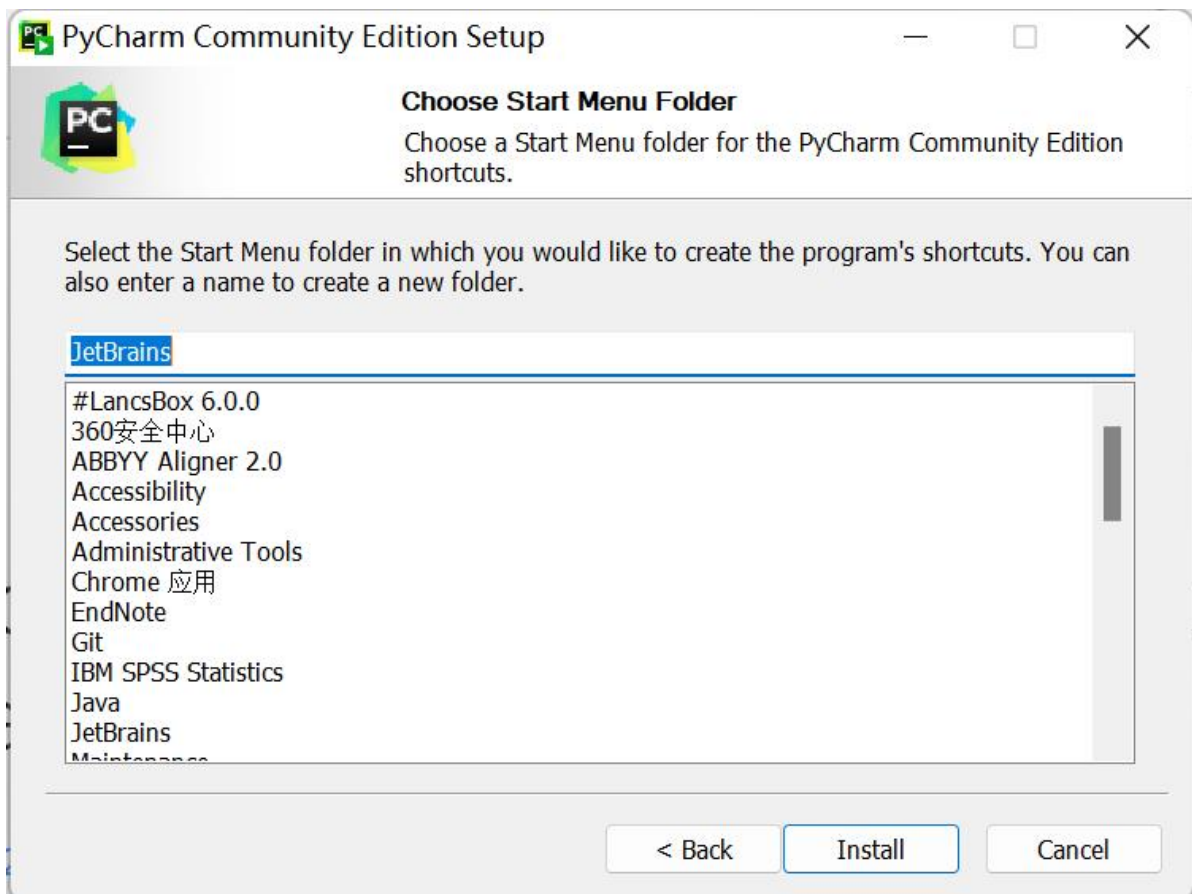 PyCharm Community Edition Setup
PC
Choose Start Menu Folder
Choose a Start Menu folder for the PyCharm Community Edition
shortcuts.
Select the Start Menu folder in which you would like to create the program's shortcuts. You can
also enter a name to create a new folder.
JetBrains
#LancsBox 6.0.0
360安全中心
ABBYY Aligner 2.0
Accessibility
Accessories
Administrative Tools
Chrome 应用
EndNote
Git
IBM SPSS Statistics
Java
JetBrains
Maintenance
< Back
Install
Cancel